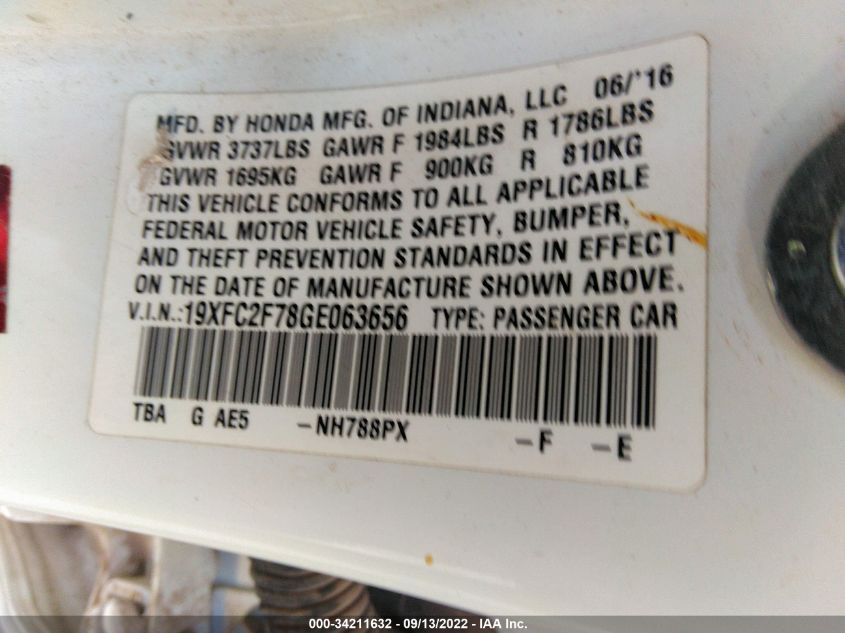 MFD. BY HONDA MFG. OF INDIANA, LLC 06/'16
GVWR 3737LBS GAWR F 1984LBS R 1786LBS
GVWR 1695KG GAWR F 900KG R 810KG
THIS VEHICLE CONFORMS TO ALL APPLICABLE
FEDERAL MOTOR VEHICLE SAFETY, BUMPER,
AND THEFT PREVENTION STANDARDS IN EFFECT
ON THE DATE OF MANUFACTURE SHOWN ABOVE.
V.I.N.:19XFC2F78GE063656 TYPE: PASSENGER CAR
TBA G AE5 -NH788PX -F -E
000-34211632 - 09/13/2022 - IAA Inc.